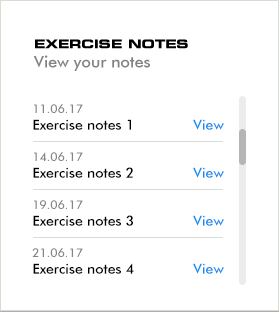 EXERCISE NOTES
View your notes
11.06.17
Exercise notes 1 View
14.06.17
Exercise notes 2 View
19.06.17
Exercise notes 3 View
21.06.17
Exercise notes 4 View